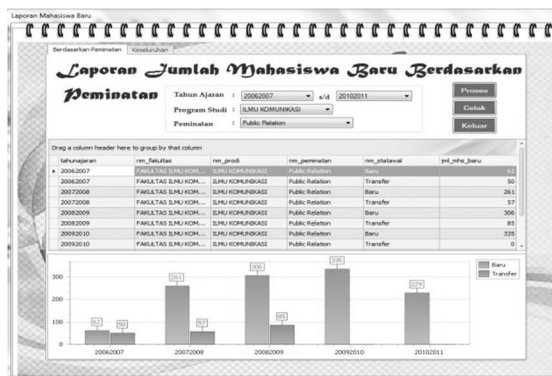 Laporan Mahasiswa Baru
Berdasarkan Peminatan Keseluruhan
Laporan Jumlah Mahasiswa Baru Berdasarkan
Peminatan
Tahun Ajaran : 20062007 s/d 20102011
Program Studi : ILMU KOMUNIKASI
Peminatan : Public Relation
Proses
Cetak
Keluar
Drag a column header here to group by that column
tahunajaran nm_fakultas nm_prodi nm_peminatan nm_statawal jml_mhs_baru
20062007 FAKULTAS ILMU KOM... ILMU KOMUNIKASI Public Relation Baru 62
20062007 FAKULTAS ILMU KOM... ILMU KOMUNIKASI Public Relation Transfer 50
20072008 FAKULTAS ILMU KOM... ILMU KOMUNIKASI Public Relation Baru 261
20072008 FAKULTAS ILMU KOM... ILMU KOMUNIKASI Public Relation Transfer 57
20082009 FAKULTAS ILMU KOM... ILMU KOMUNIKASI Public Relation Baru 306
20082009 FAKULTAS ILMU KOM... ILMU KOMUNIKASI Public Relation Transfer 85
20092010 FAKULTAS ILMU KOM... ILMU KOMUNIKASI Public Relation Baru 335
20092010 FAKULTAS ILMU KOM... ILMU KOMUNIKASI Public Relation Transfer 0
300
200
100
0
62 50 261 57 306 85 335 229
20062007 20072008 20082009 20092010 20102011
Baru
Transfer